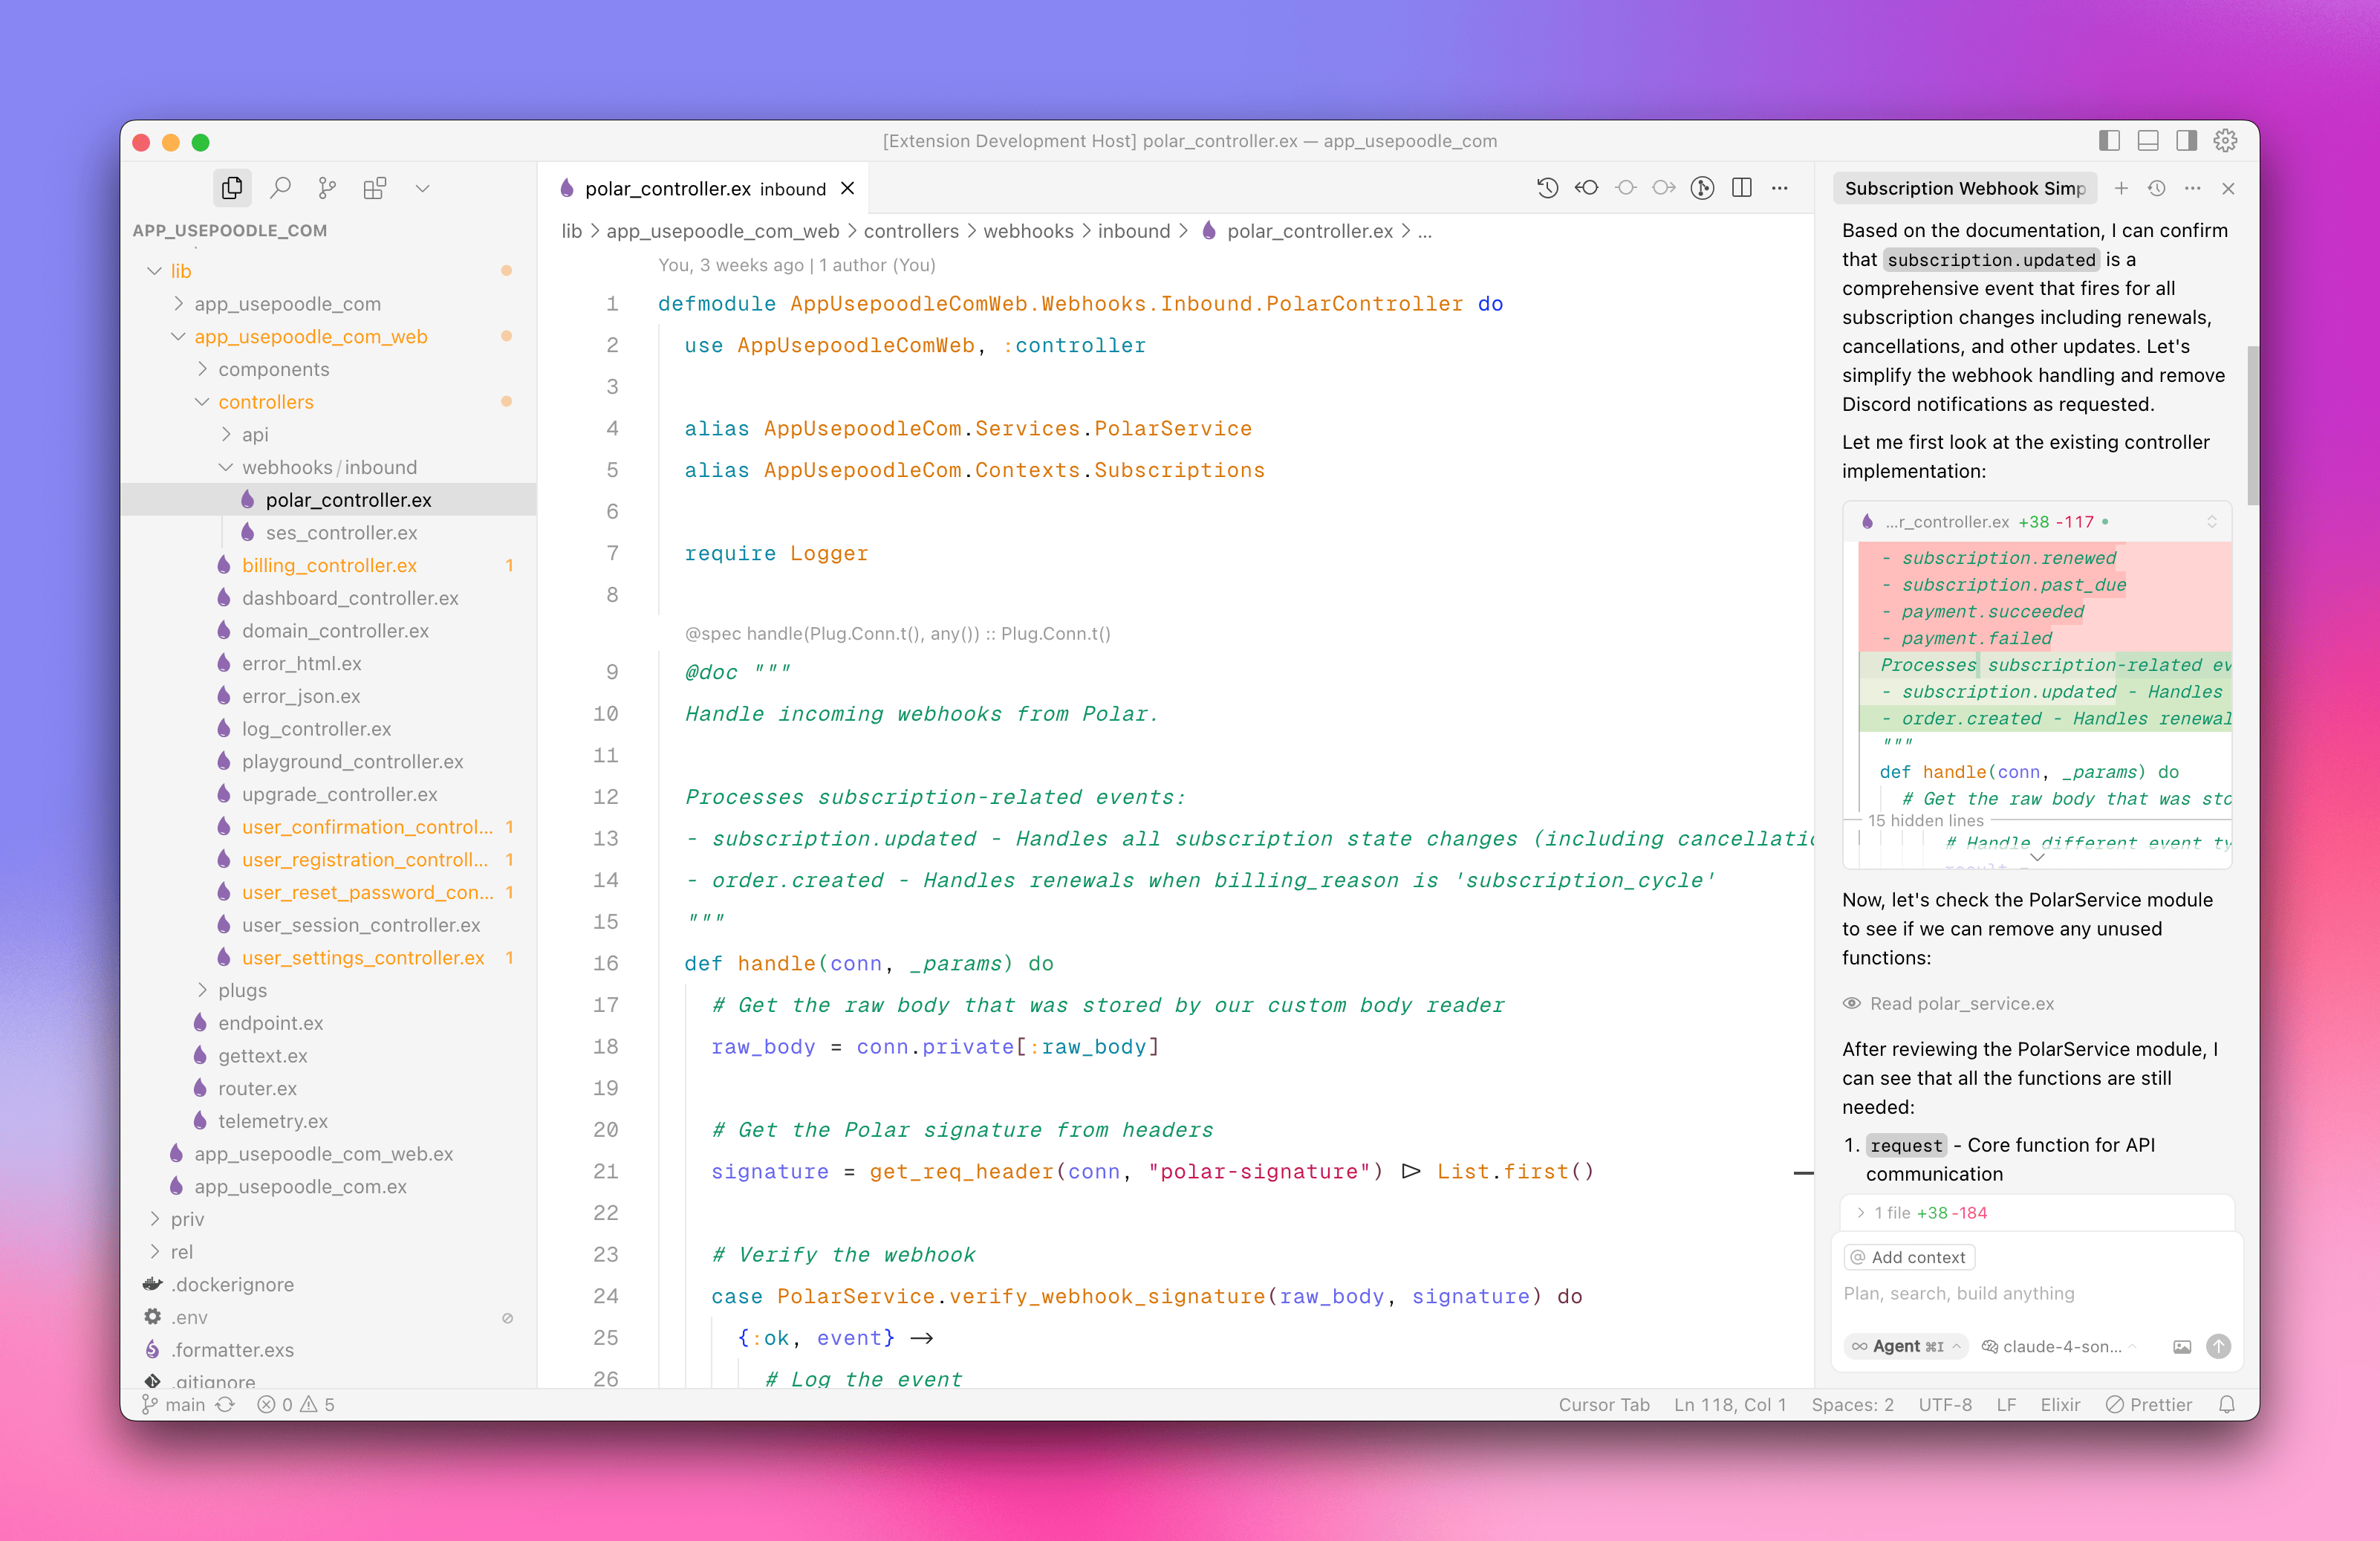 [Extension Development Host] polar_controller.ex — app_usepoodle_com
APP_USEPOODLE_COM
lib
app_usepoodle_com
app_usepoodle_com_web
components
controllers
api
webhooks/inbound
polar_controller.ex
ses_controller.ex
billing_controller.ex 1
dashboard_controller.ex
domain_controller.ex
error_html.ex
error_json.ex
log_controller.ex
playground_controller.ex
upgrade_controller.ex
user_confirmation_control... 1
user_registration_controll... 1
user_reset_password_con... 1
user_session_controller.ex
user_settings_controller.ex 1
plugs
endpoint.ex
gettext.ex
router.ex
telemetry.ex
app_usepoodle_com_web.ex
app_usepoodle_com.ex
priv
rel
.dockerignore
.env
.formatter.exs
.gitignore
polar_controller.ex inbound
lib > app_usepoodle_com_web > controllers > webhooks > inbound > polar_controller.ex > ...
You, 3 weeks ago | 1 author (You)
1 defmodule AppUsepoodleComWeb.Webhooks.Inbound.PolarController do
2 use AppUsepoodleComWeb, :controller
3
4 alias AppUsepoodleCom.Services.PolarService
5 alias AppUsepoodleCom.Contexts.Subscriptions
6
7 require Logger
8
@spec handle(Plug.Conn.t(), any()) :: Plug.Conn.t()
9 @doc """
10 Handle incoming webhooks from Polar.
11
12 Processes subscription-related events:
13 - subscription.updated - Handles all subscription state changes (including cancellatio
14 - order.created - Handles renewals when billing_reason is 'subscription_cycle'
15 """
16 def handle(conn, _params) do
17 # Get the raw body that was stored by our custom body reader
18 raw_body = conn.private[:raw_body]
19
20 # Get the Polar signature from headers
21 signature = get_req_header(conn, "polar-signature") |> List.first()
22
23 # Verify the webhook
24 case PolarService.verify_webhook_signature(raw_body, signature) do
25 {:ok, event} ->
26 # Log the event
Subscription Webhook Simp
Based on the documentation, I can confirm
that subscription.updated is a
comprehensive event that fires for all
subscription changes including renewals,
cancellations, and other updates. Let's
simplify the webhook handling and remove
Discord notifications as requested.
Let me first look at the existing controller
implementation:
...r_controller.ex +38 -117
- subscription.renewed
- subscription.past_due
- payment.succeeded
- payment.failed
Processes subscription-related ev
- subscription.updated - Handles
- order.created - Handles renewal
"""
def handle(conn, _params) do
# Get the raw body that was sto
15 hidden lines
# Handle different event ty
result =
Now, let's check the PolarService module
to see if we can remove any unused
functions:
Read polar_service.ex
After reviewing the PolarService module, I
can see that all the functions are still
needed:
1. request - Core function for API
communication
1 file +38 -184
@ Add context
Plan, search, build anything
Agent ⌘I claude-4-son...
main 0 5
Cursor Tab Ln 118, Col 1 Spaces: 2 UTF-8 LF Elixir Prettier